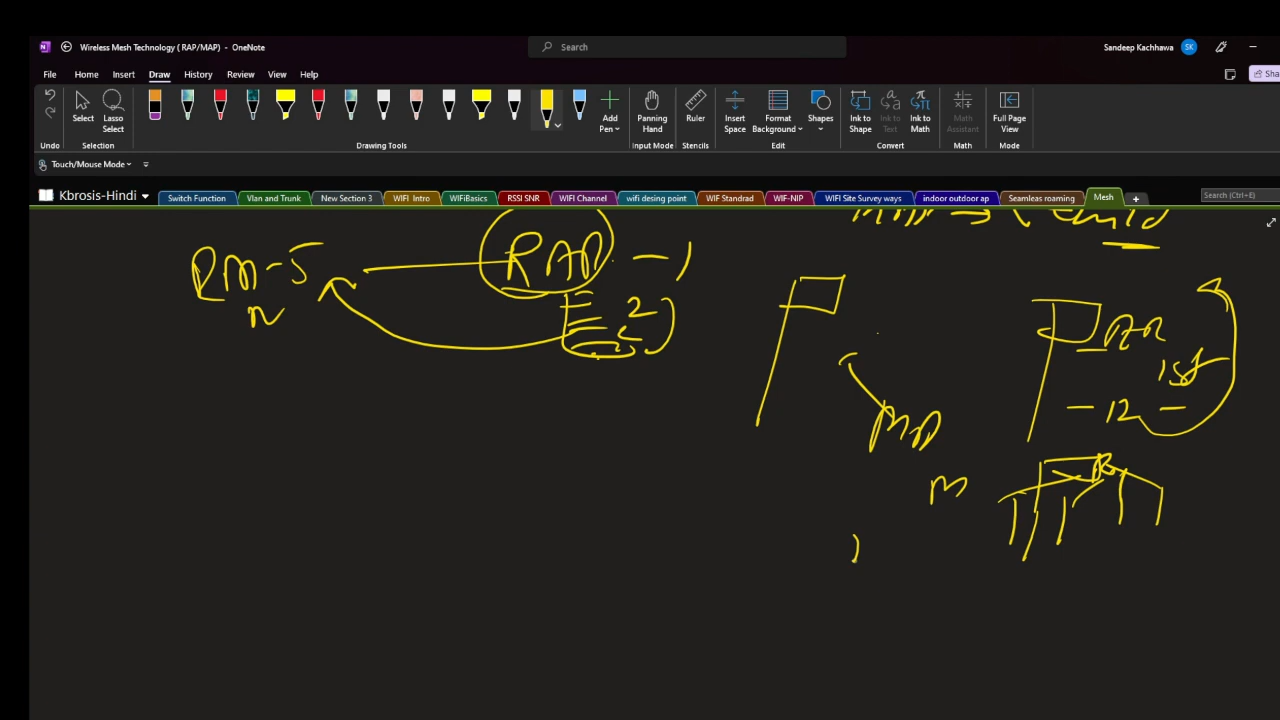 Wireless Mesh Technology ( RAP/MAP) - OneNote
Search
Sandeep Kachhawa SK
File Home Insert Draw History Review View Help
Sha
Select
Lasso Select
Add Pen
Panning Hand
Ruler
Insert Space
Format Background
Shapes
Ink to Shape
Ink to Text
Ink to Math
Math Assistant
Full Page View
Undo Selection Drawing Tools Input Mode Stencils Edit Convert Math Mode
Touch/Mouse Mode
Kbrosis-Hindi
Switch Function Vlan and Trunk New Section 3 WIFI Intro WIFIBasics RSSI SNR WIFI Channel wifi desing point WIF Standrad WIF-NIP WIFI Site Survey ways indoor outdoor ap Seamless roaming Mesh
Search (Ctrl+E)
RAP - 1
2
1st
- 12 -
M